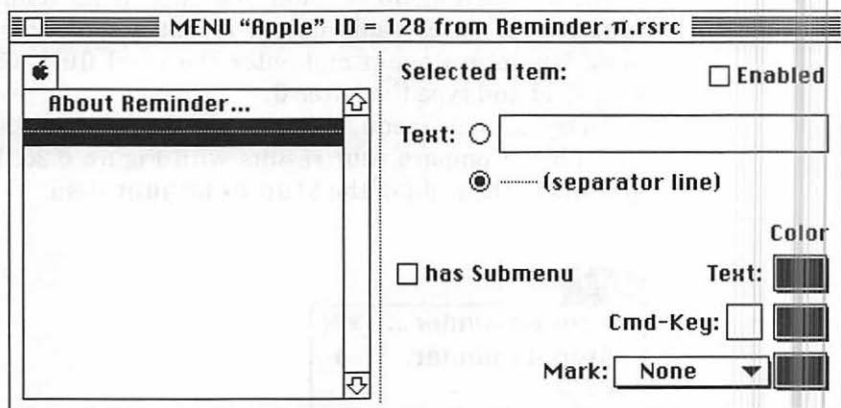 MENU “Apple” ID = 128 from Reminder.π.rsrc
About Reminder...
Selected Item:
Enabled
Text:
(separator line)
Color
has Submenu
Text:
Cmd-Key:
Mark:
None